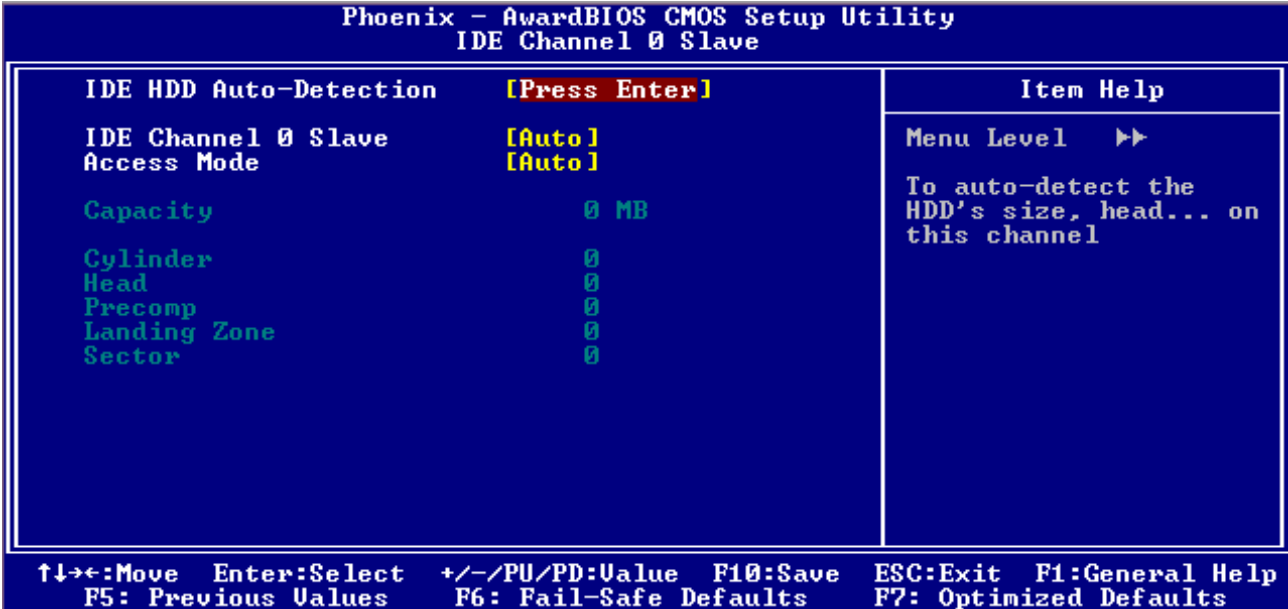 Phoenix - AwardBIOS CMOS Setup Utility
IDE Channel 0 Slave
IDE HDD Auto-Detection [Press Enter]
IDE Channel 0 Slave [Auto]
Access Mode [Auto]
Capacity 0 MB
Cylinder 0
Head 0
Precomp 0
Landing Zone 0
Sector 0
Item Help
Menu Level ▶▶
To auto-detect the
HDD's size, head... on
this channel
↑↓→←:Move Enter:Select +/-/PU/PD:Value F10:Save ESC:Exit F1:General Help
F5: Previous Values F6: Fail-Safe Defaults F7: Optimized Defaults